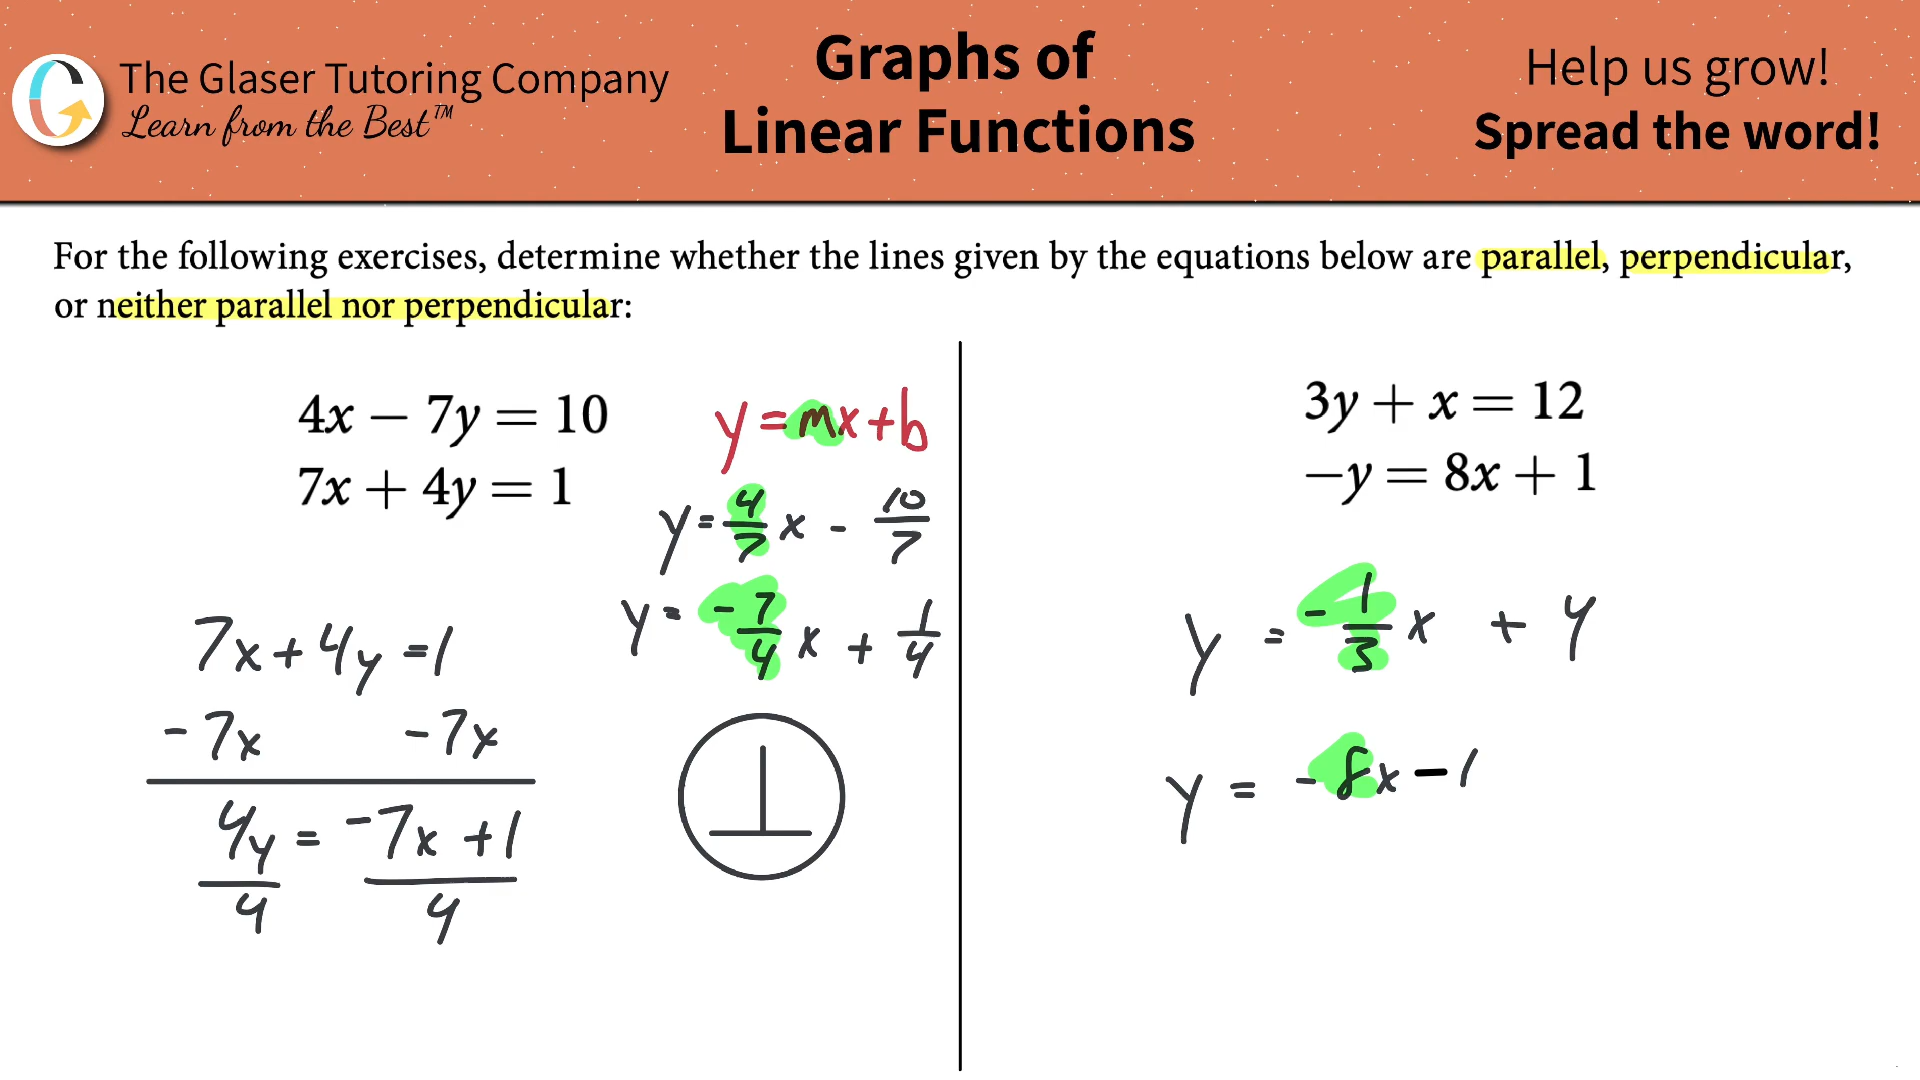 The Glaser Tutoring Company
Learn from the Best™
Graphs of
Linear Functions
Help us grow!
Spread the word!
For the following exercises, determine whether the lines given by the equations below are parallel, perpendicular,
or neither parallel nor perpendicular:
4x − 7y = 10
7x + 4y = 1
y = mx + b
y = 4/7 x - 10/7
y = -7/4 x + 1/4
7x + 4y = 1
-7x -7x
4y = -7x + 1
4 4
⊥
3y + x = 12
−y = 8x + 1
y = -1/3 x + 4
y = -8x - 1